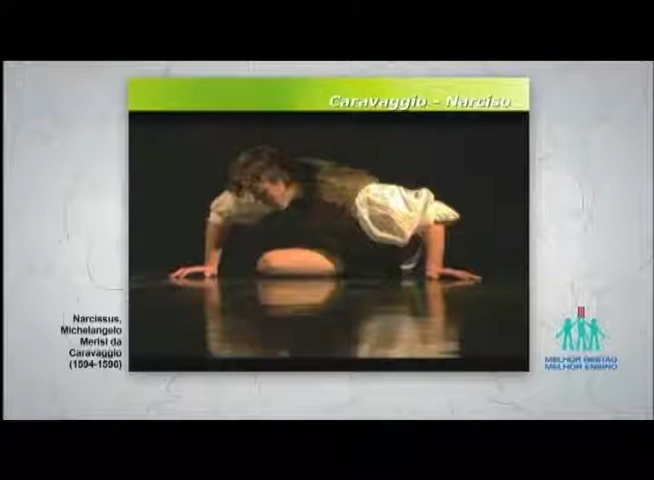 Caravaggio - Narciso
Narcissus,
Michelangelo
Merisi da
Caravaggio
(1594-1596)
MELHOR GESTÃO
MELHOR ENSINO